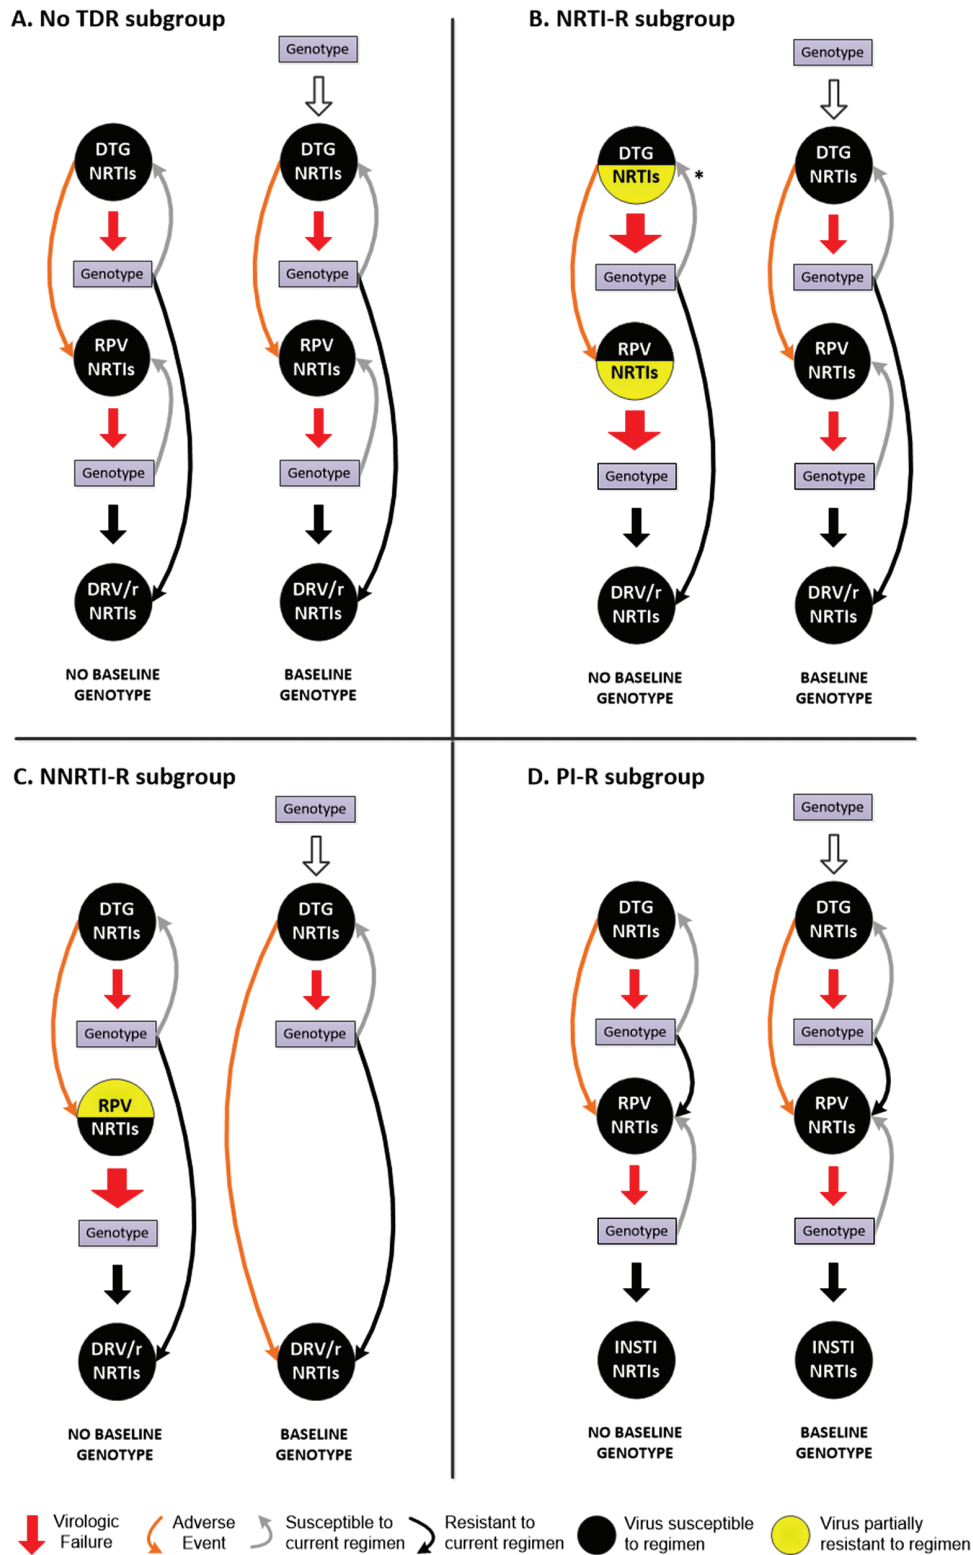 A. No TDR subgroup
Genotype
DTG
NRTIs
Genotype
RPV
NRTIs
Genotype
DRV/r
NRTIs
NO BASELINE
GENOTYPE
DTG
NRTIs
Genotype
RPV
NRTIs
Genotype
DRV/r
NRTIs
BASELINE
GENOTYPE
B. NRTI-R subgroup
Genotype
DTG
NRTIs
*
Genotype
RPV
NRTIs
Genotype
DRV/r
NRTIs
NO BASELINE
GENOTYPE
DTG
NRTIs
Genotype
RPV
NRTIs
Genotype
DRV/r
NRTIs
BASELINE
GENOTYPE
C. NNRTI-R subgroup
Genotype
DTG
NRTIs
Genotype
RPV
NRTIs
Genotype
DRV/r
NRTIs
NO BASELINE
GENOTYPE
DTG
NRTIs
Genotype
DRV/r
NRTIs
BASELINE
GENOTYPE
D. PI-R subgroup
Genotype
DTG
NRTIs
Genotype
RPV
NRTIs
Genotype
INSTI
NRTIs
NO BASELINE
GENOTYPE
DTG
NRTIs
Genotype
RPV
NRTIs
Genotype
INSTI
NRTIs
BASELINE
GENOTYPE
Virologic
Failure
Adverse
Event
Susceptible to
current regimen
Resistant to
current regimen
Virus susceptible
to regimen
Virus partially
resistant to regimen